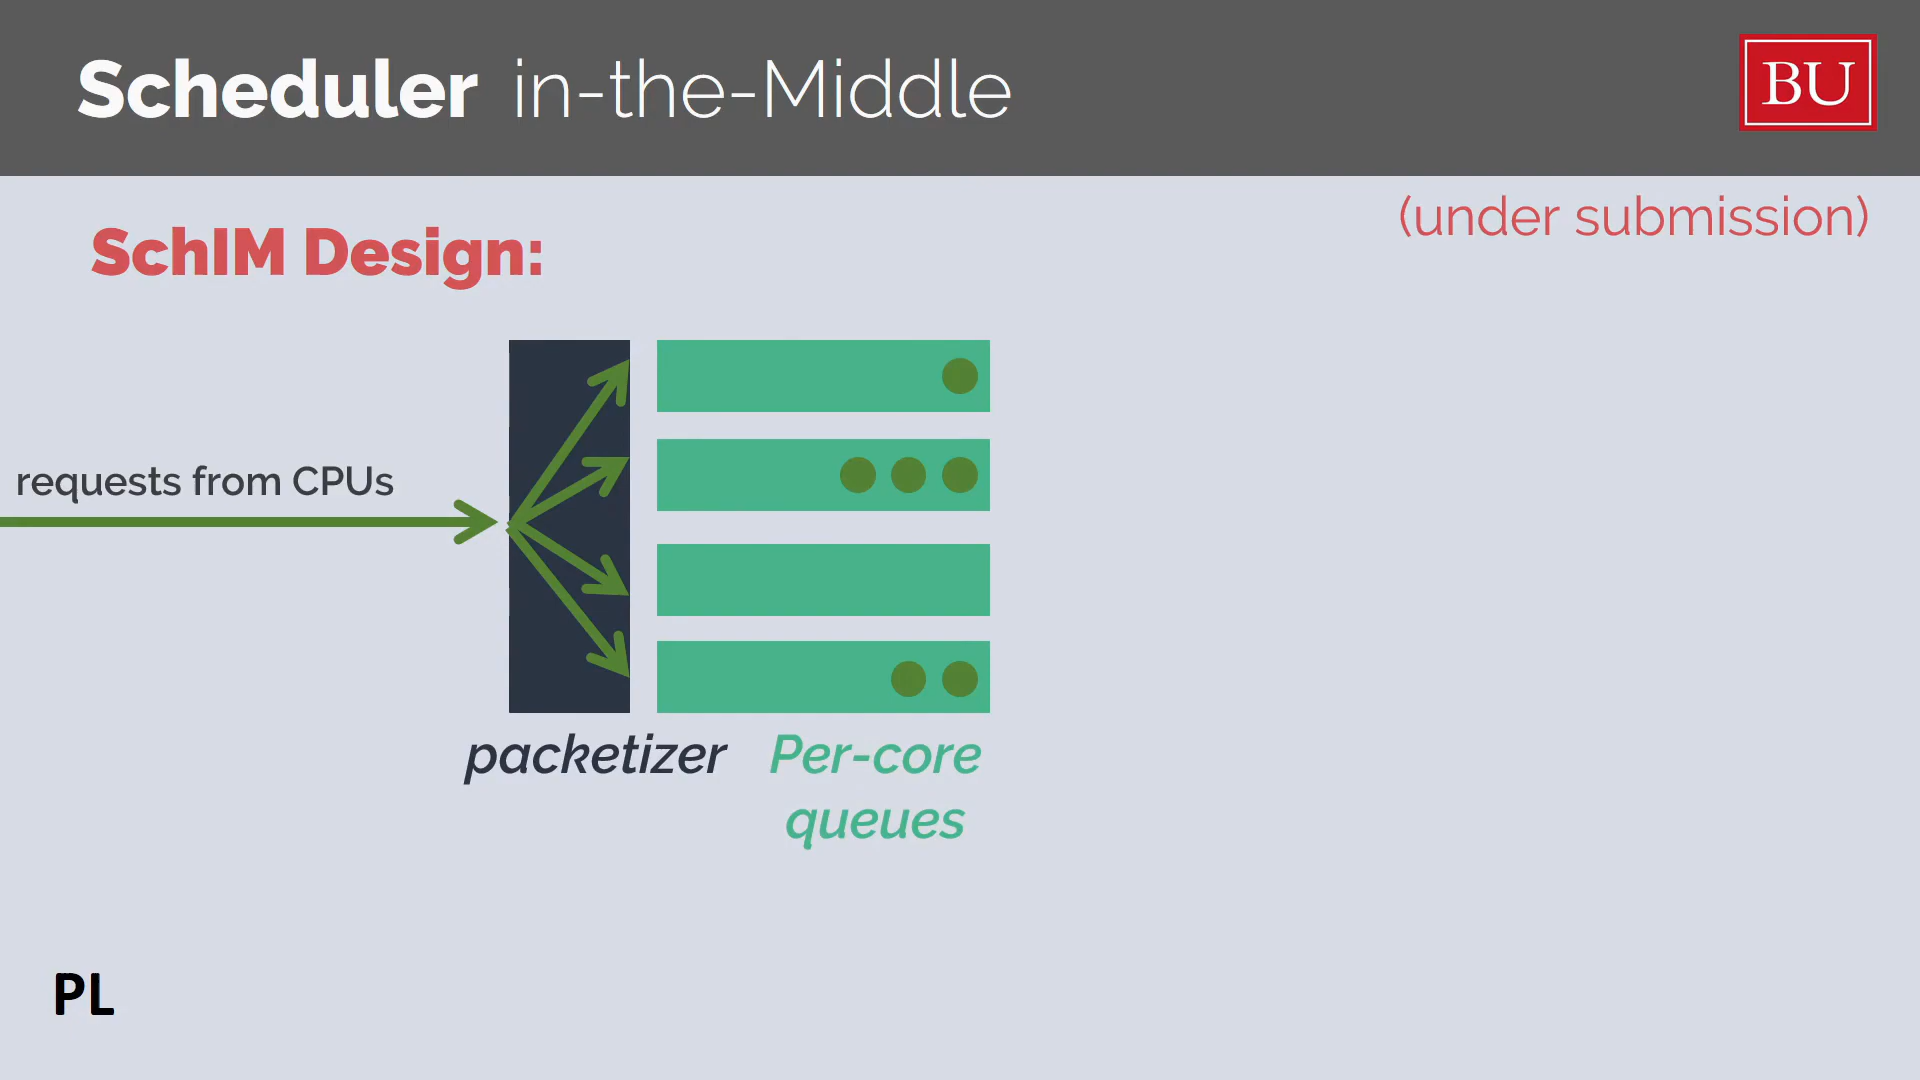 Scheduler in-the-Middle
BU
(under submission)
SchIM Design:
requests from CPUs
packetizer
Per-core
queues
PL